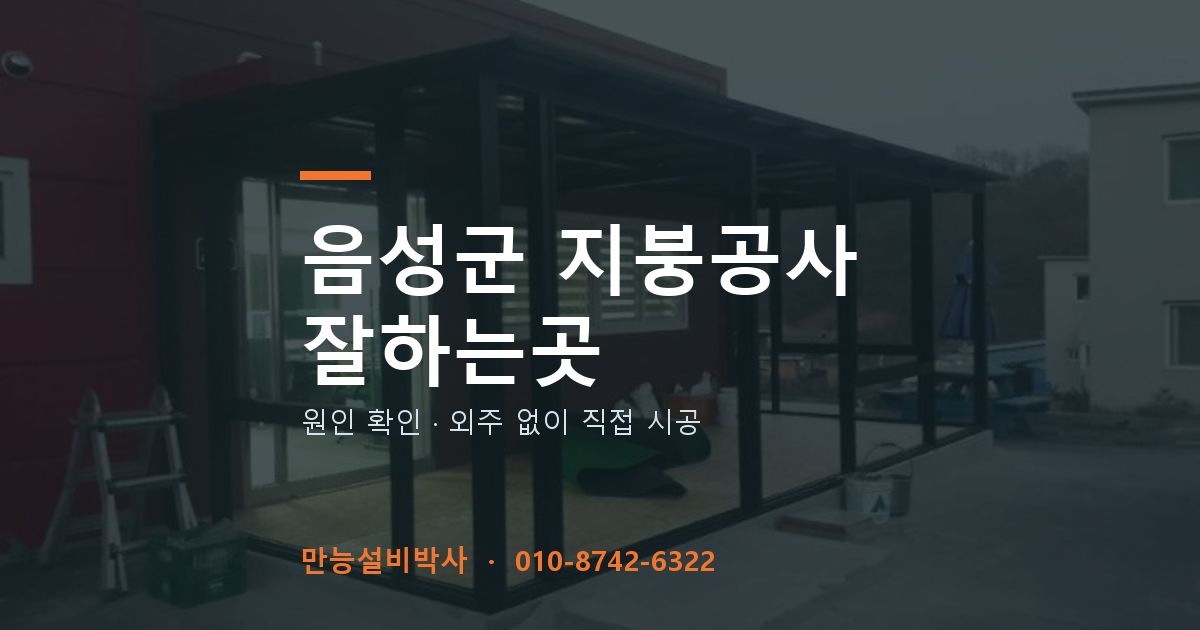 음성군 지붕공사
잘하는곳
원인 확인 · 외주 없이 직접 시공
만능설비박사 · 010-8742-6322